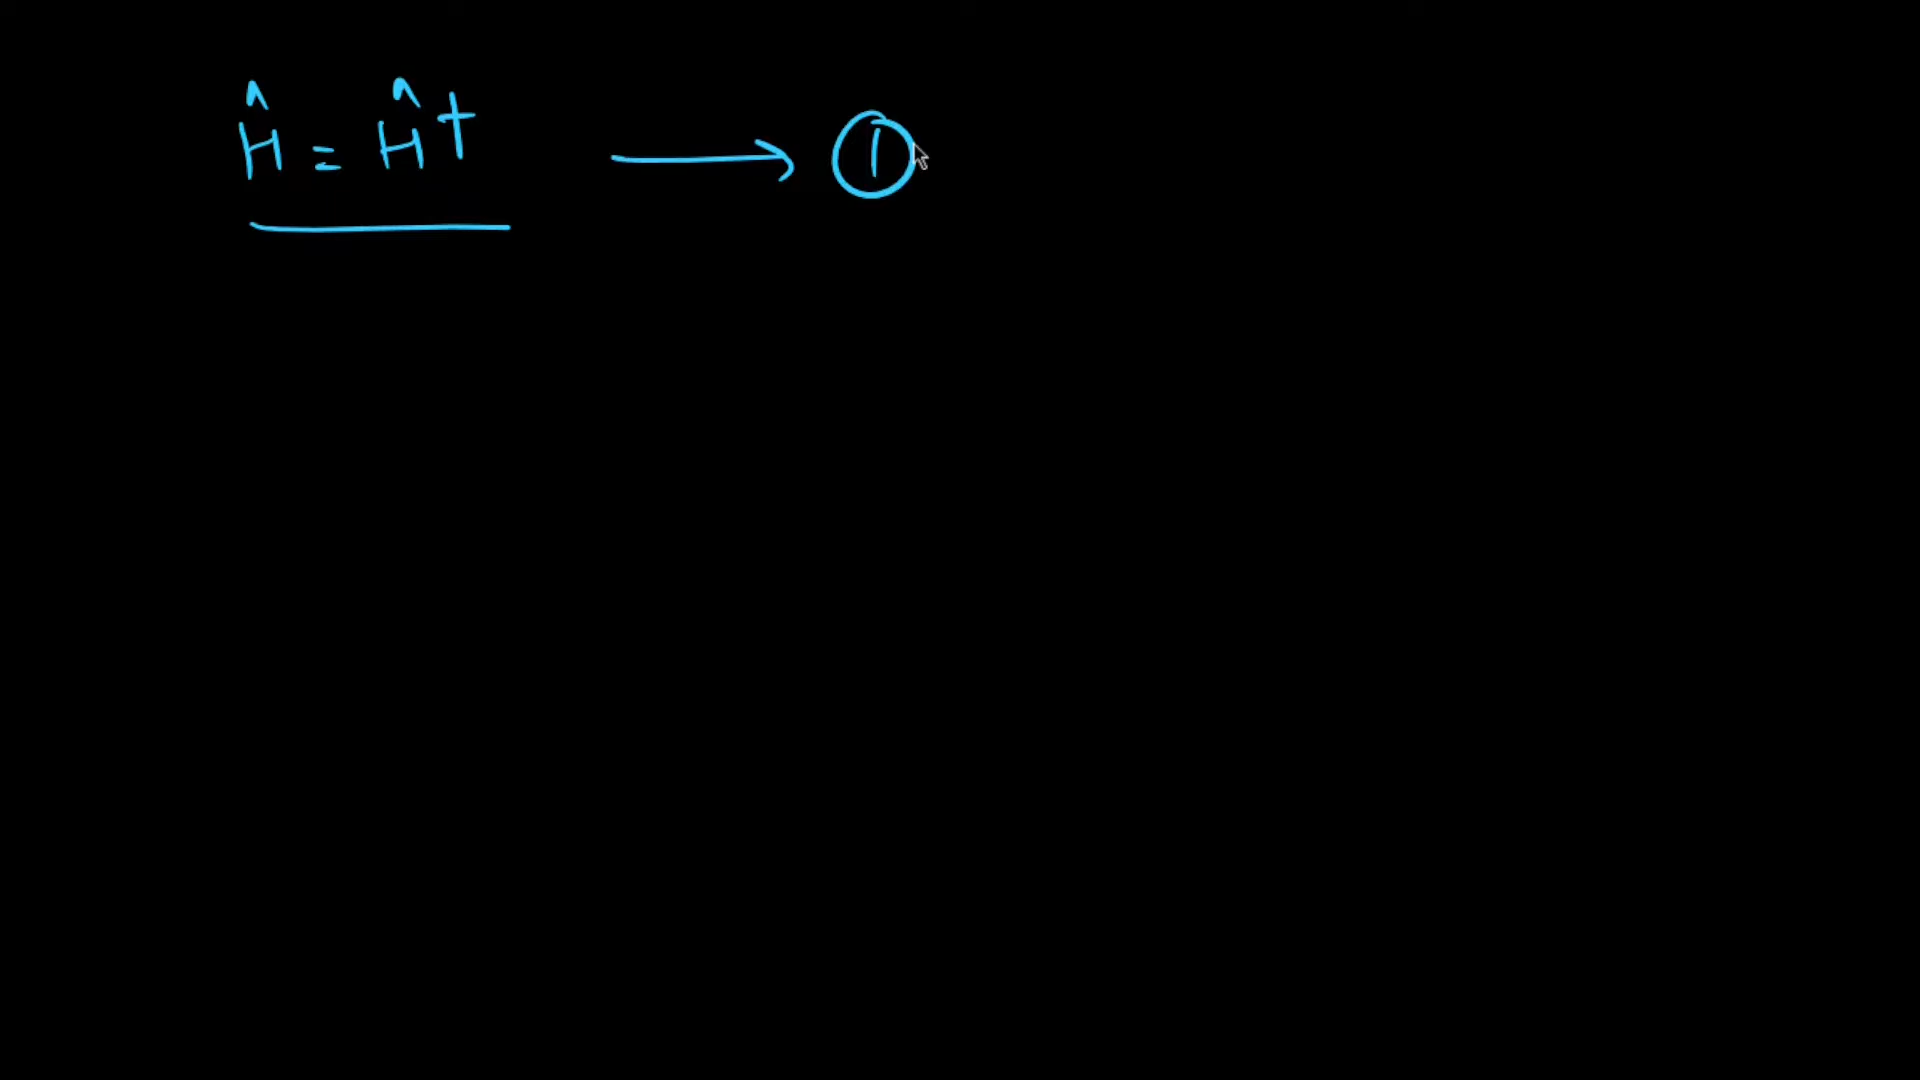 Ĥ = Ĥ† → ①